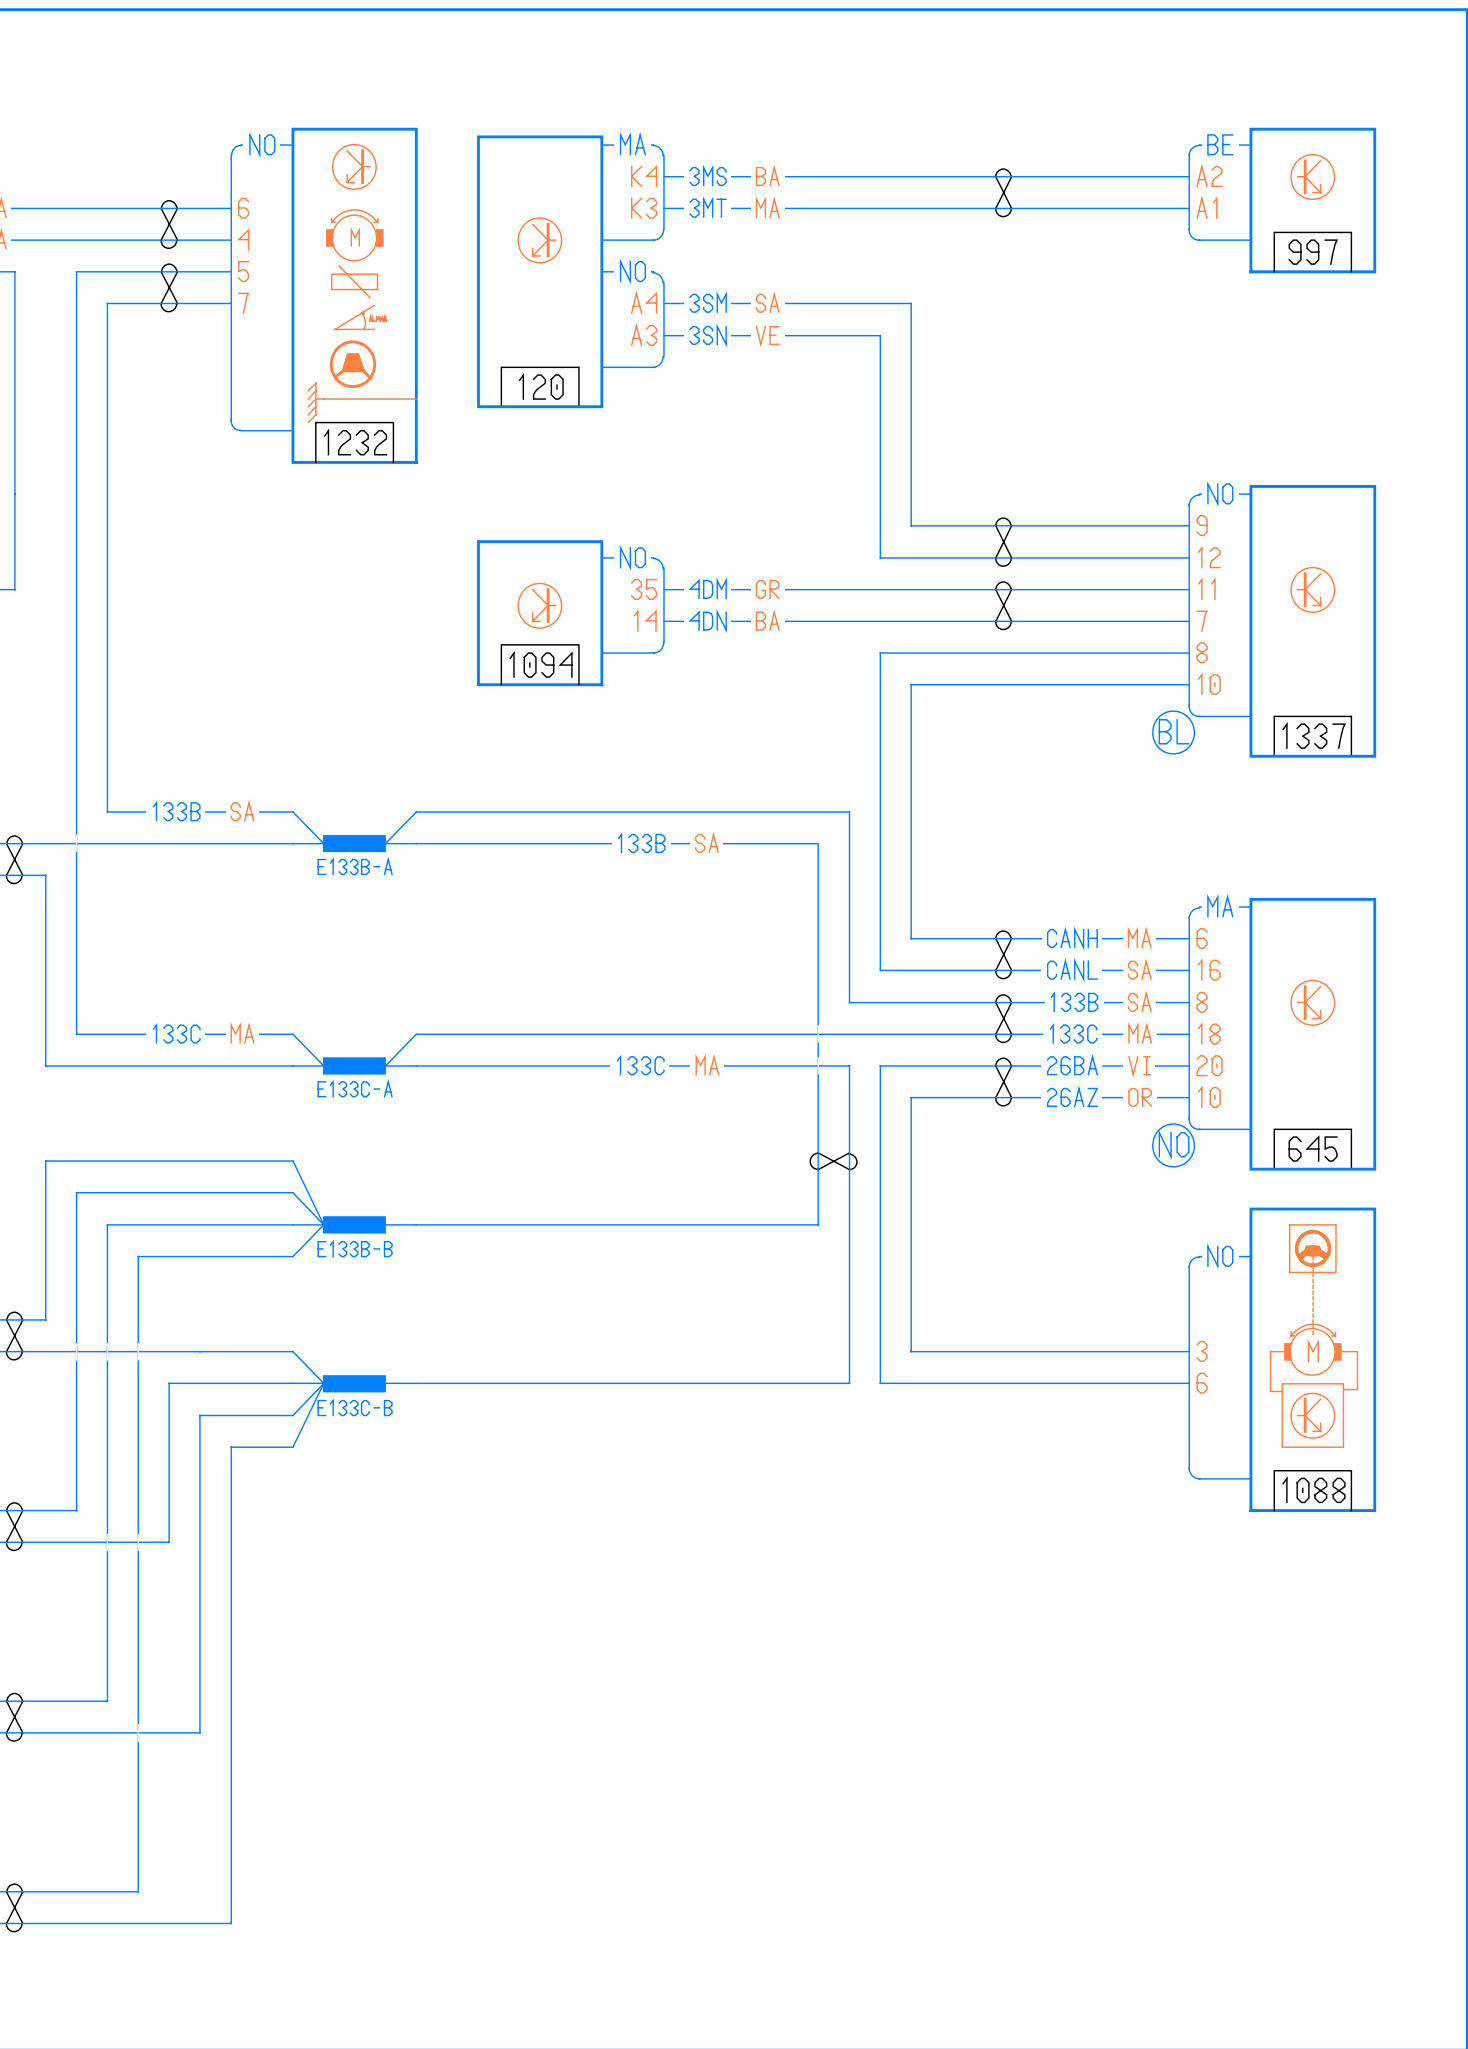 NO
MA
BE
K4 3MS BA
A2
K3 3MT MA
A1
A
6
A
4
M
5
NO
997
7
A4 3SM SA
ALPHA
A3 3SN VE
120
1232
NO
9
NO
12
35 4DM GR
11
14 4DN BA
7
8
1094
10
BL
1337
133B SA
133B SA
E133B-A
MA
CANH MA 6
CANL SA 16
133B SA 8
133C MA
133C MA 18
133C MA
26BA VI 20
E133C-A
26AZ OR 10
NO
645
E133B-B
NO
3
M
6
E133C-B
1088